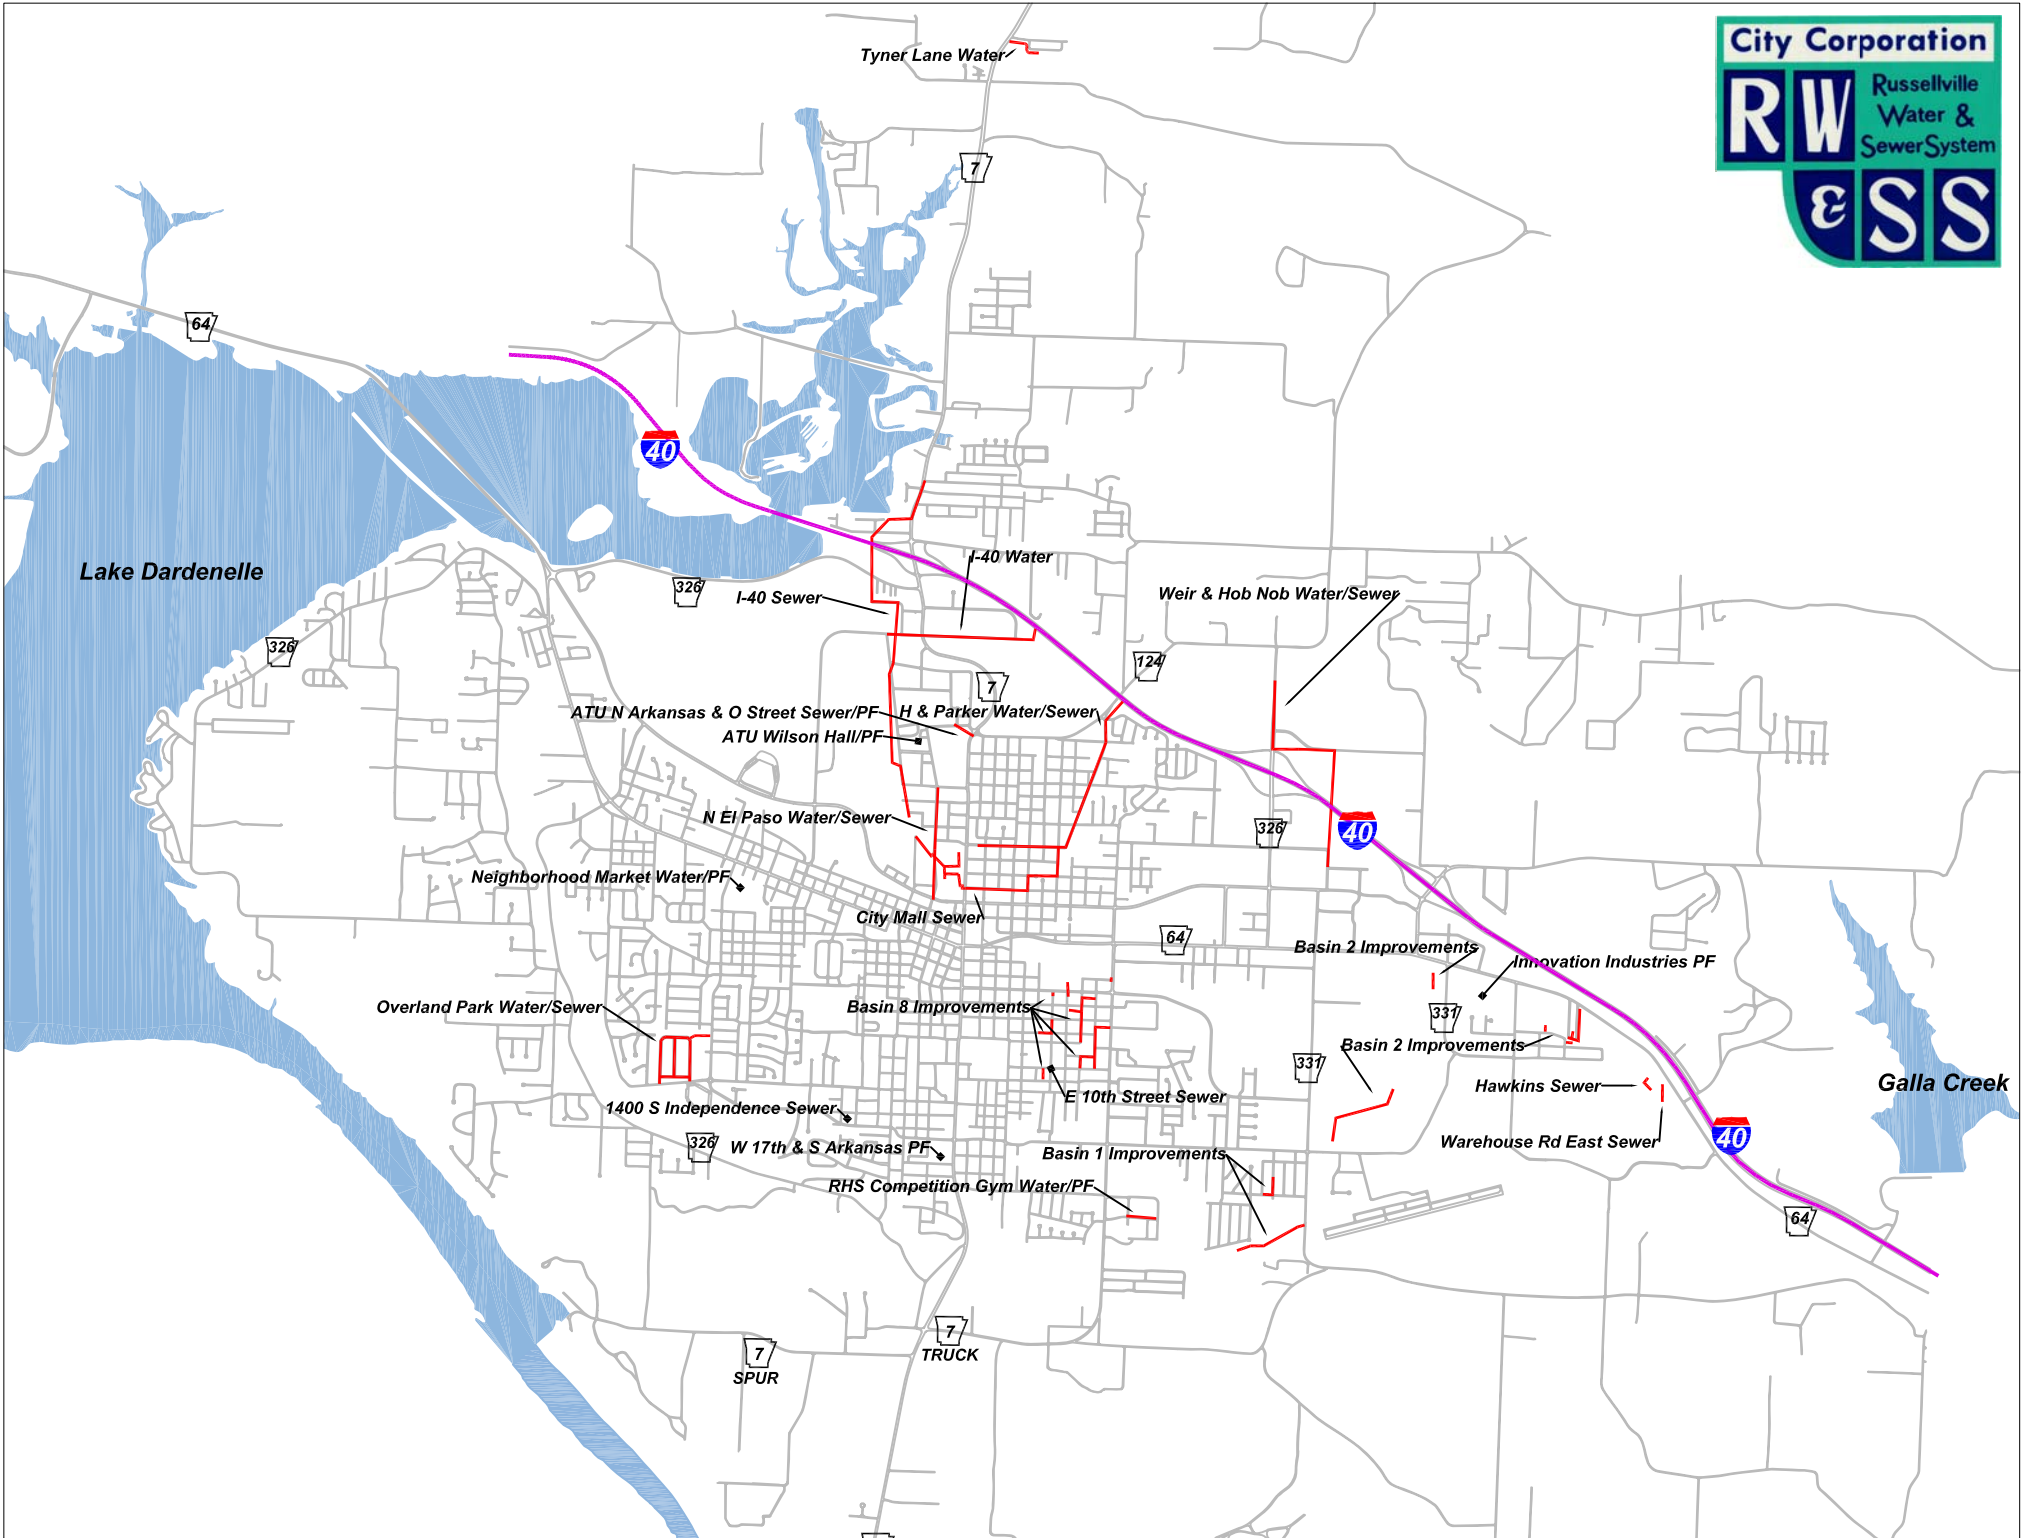 City Corporation
R W
Russellville
Water &
Sewer System
& S S
Tyner Lane Water
7
64
40
Lake Dardenelle
I-40 Water
326
I-40 Sewer
Weir & Hob Nob Water/Sewer
326
124
7
ATU N Arkansas & O Street Sewer/PF
H & Parker Water/Sewer
ATU Wilson Hall/PF
N El Paso Water/Sewer
326
40
Neighborhood Market Water/PF
City Mall Sewer
64
Basin 2 Improvements
Innovation Industries PF
Overland Park Water/Sewer
Basin 8 Improvements
331
Basin 2 Improvements
331
Hawkins Sewer
Galla Creek
E 10th Street Sewer
1400 S Independence Sewer
40
326
W 17th & S Arkansas PF
Basin 1 Improvements
Warehouse Rd East Sewer
RHS Competition Gym Water/PF
64
7
TRUCK
7
SPUR